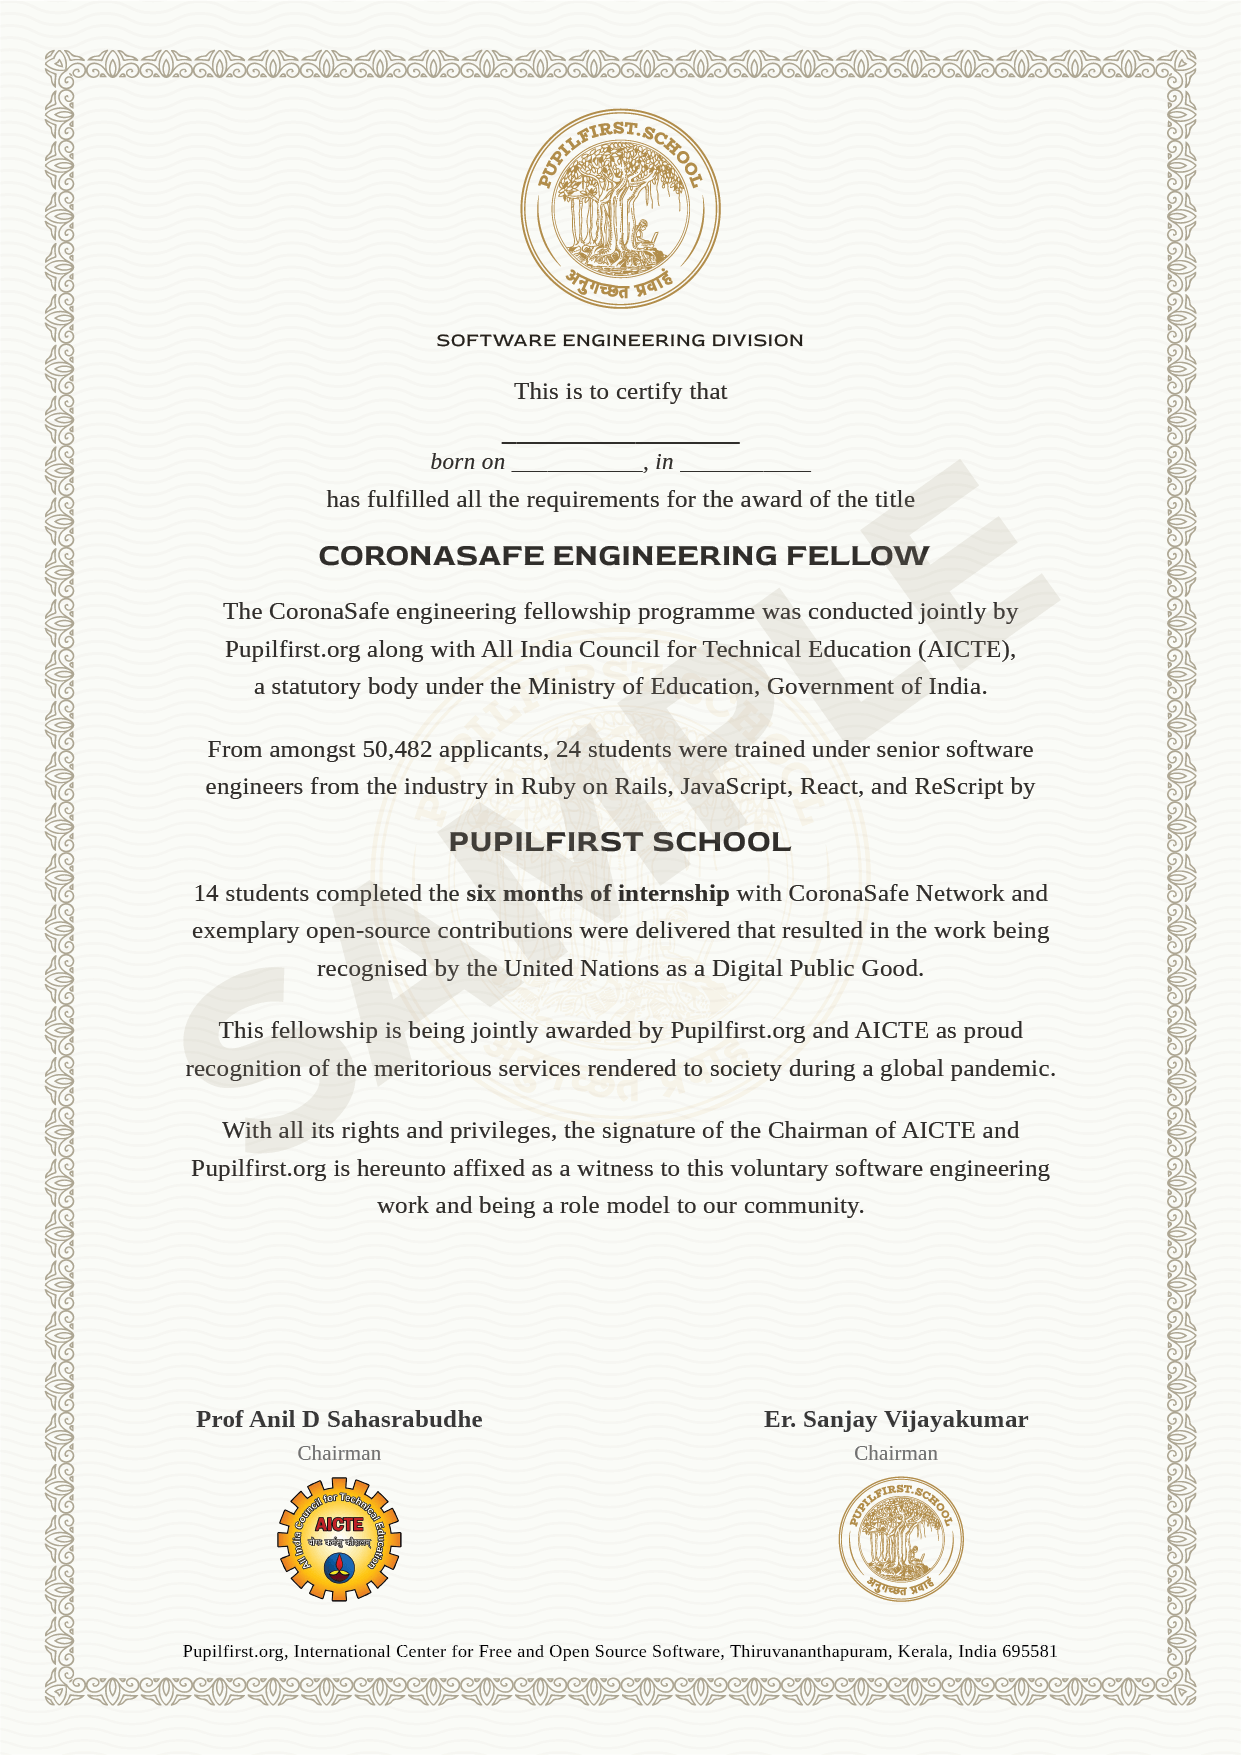 PUPILFIRST.SCHOOL
अनुगच्छत प्रवाहं
SOFTWARE ENGINEERING DIVISION
This is to certify that
_________________
born on ___________, in ___________
has fulfilled all the requirements for the award of the title
CORONASAFE ENGINEERING FELLOW
The CoronaSafe engineering fellowship programme was conducted jointly by
Pupilfirst.org along with All India Council for Technical Education (AICTE),
a statutory body under the Ministry of Education, Government of India.
From amongst 50,482 applicants, 24 students were trained under senior software
engineers from the industry in Ruby on Rails, JavaScript, React, and ReScript by
PUPILFIRST SCHOOL
14 students completed the six months of internship with CoronaSafe Network and
exemplary open-source contributions were delivered that resulted in the work being
recognised by the United Nations as a Digital Public Good.
This fellowship is being jointly awarded by Pupilfirst.org and AICTE as proud
recognition of the meritorious services rendered to society during a global pandemic.
With all its rights and privileges, the signature of the Chairman of AICTE and
Pupilfirst.org is hereunto affixed as a witness to this voluntary software engineering
work and being a role model to our community.
SAMPLE
PUPILFIRST.SCHOOL
अनुगच्छत प्रवाहं
Prof Anil D Sahasrabudhe
Chairman
All India Council for Technical Education
AICTE
योगः कर्मसु कौशलम्
Er. Sanjay Vijayakumar
Chairman
PUPILFIRST.SCHOOL
अनुगच्छत प्रवाहं
Pupilfirst.org, International Center for Free and Open Source Software, Thiruvananthapuram, Kerala, India 695581